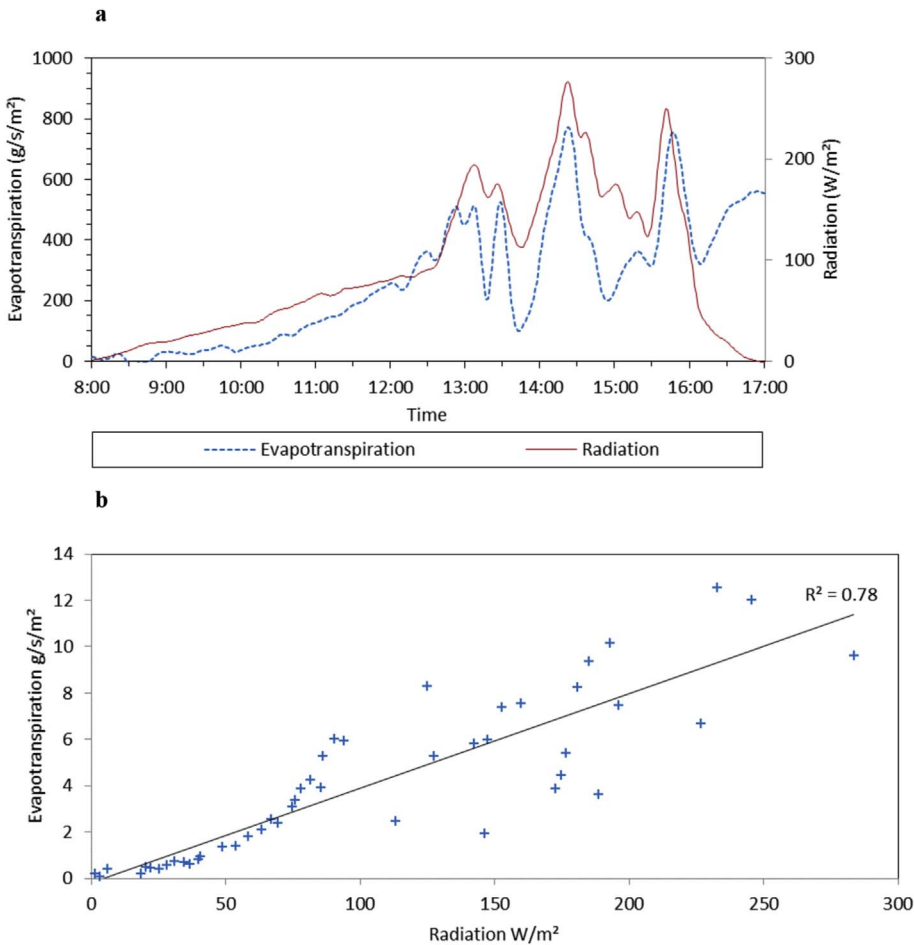 a
Evapotranspiration (g/s/m²)
1000
800
600
400
200
0
300
200
100
0
Radiation (W/m²)
8:00 9:00 10:00 11:00 12:00 13:00 14:00 15:00 16:00 17:00
Time
Evapotranspiration Radiation
b
Evapotranspiration g/s/m²
14
12
10
8
6
4
2
0
R² = 0.78
0 50 100 150 200 250 300
Radiation W/m²